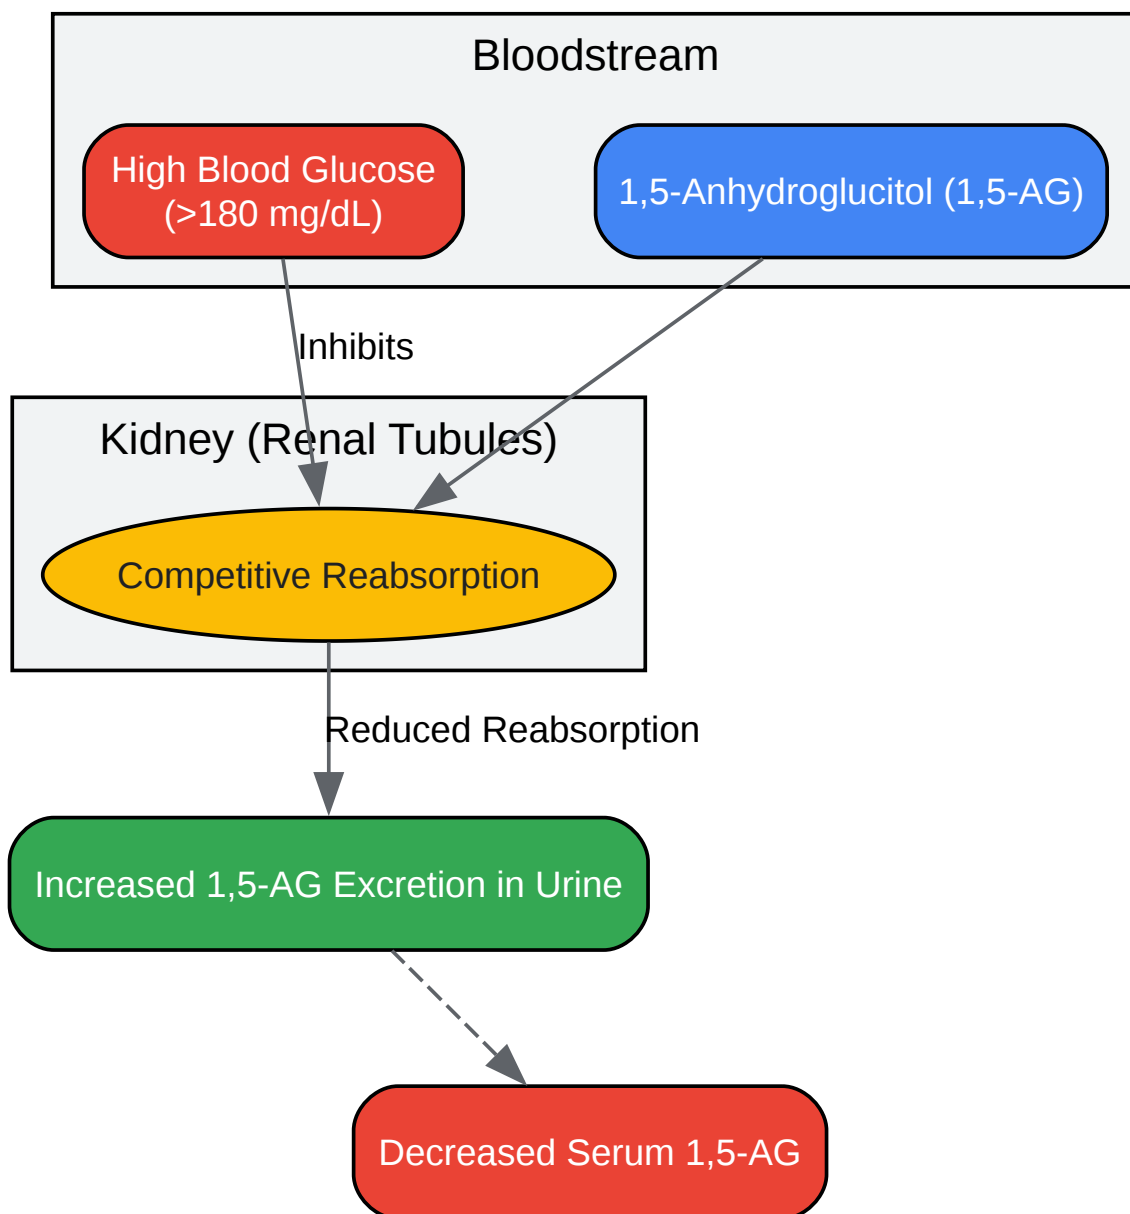 Bloodstream
High Blood Glucose
(>180 mg/dL)
1,5-Anhydroglucitol (1,5-AG)
Inhibits
Kidney (Renal Tubules)
Competitive Reabsorption
Reduced Reabsorption
Increased 1,5-AG Excretion in Urine
Decreased Serum 1,5-AG